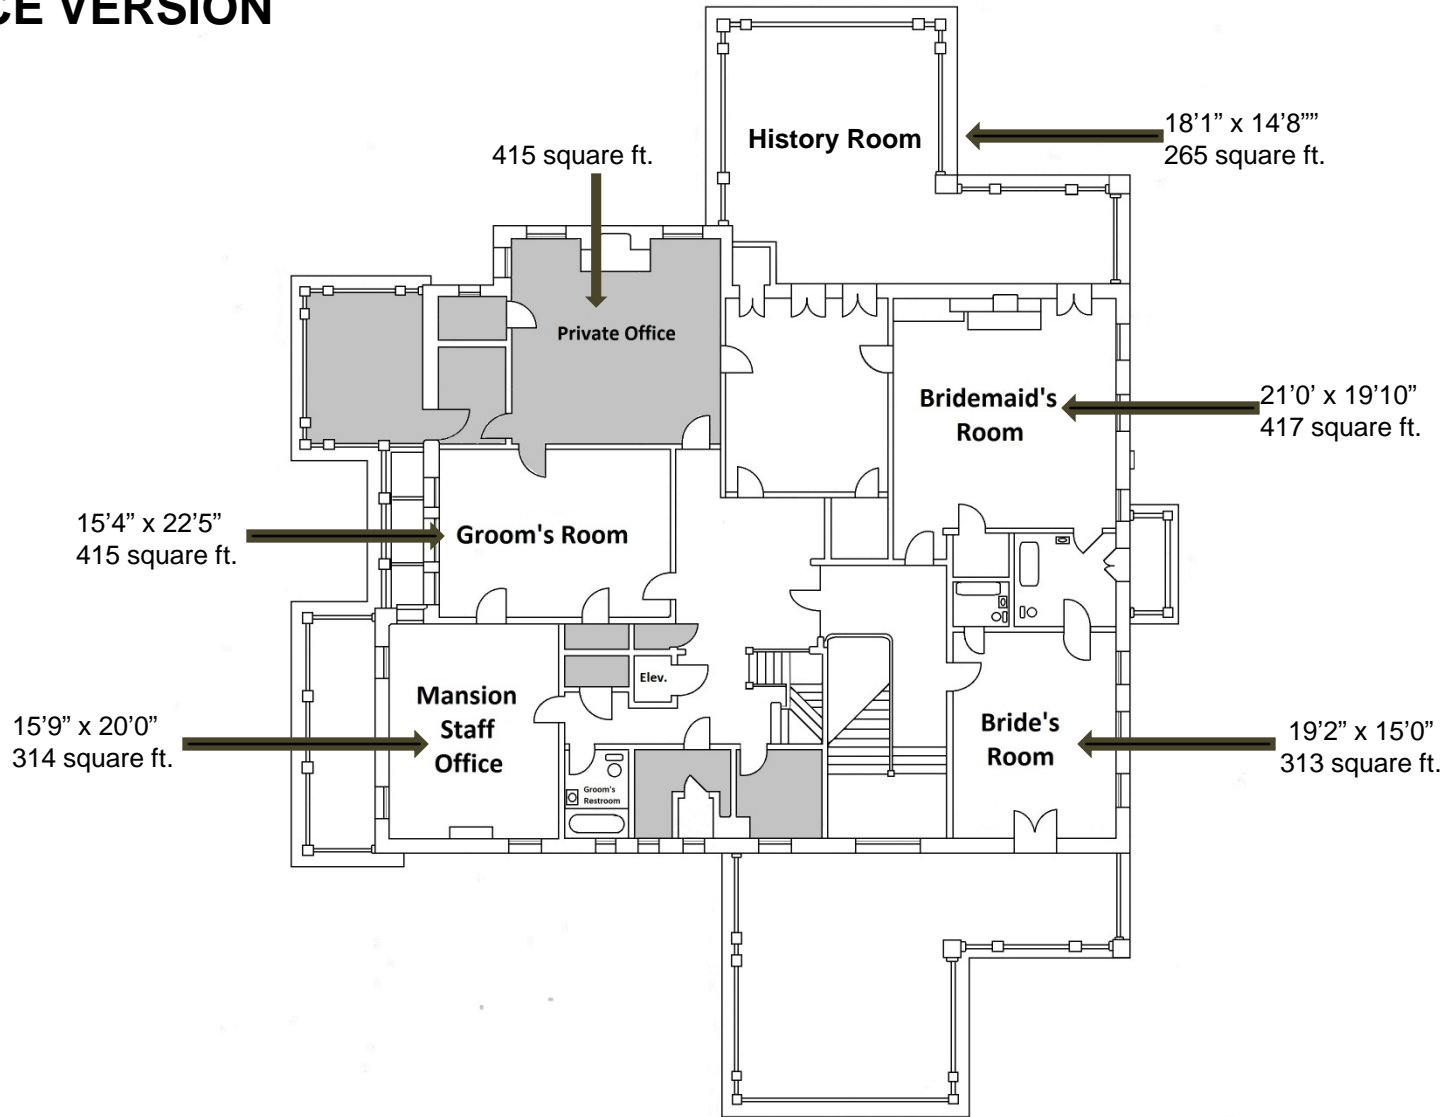 CE VERSION
History Room
18’1” x 14’8””
265 square ft.
415 square ft.
Private Office
Bridemaid's
Room
21’0’ x 19’10”
417 square ft.
15’4” x 22’5”
415 square ft.
Groom's Room
Elev.
Mansion
Staff
Office
15’9” x 20’0”
314 square ft.
Groom's
Restroom
Bride's
Room
19’2” x 15’0”
313 square ft.